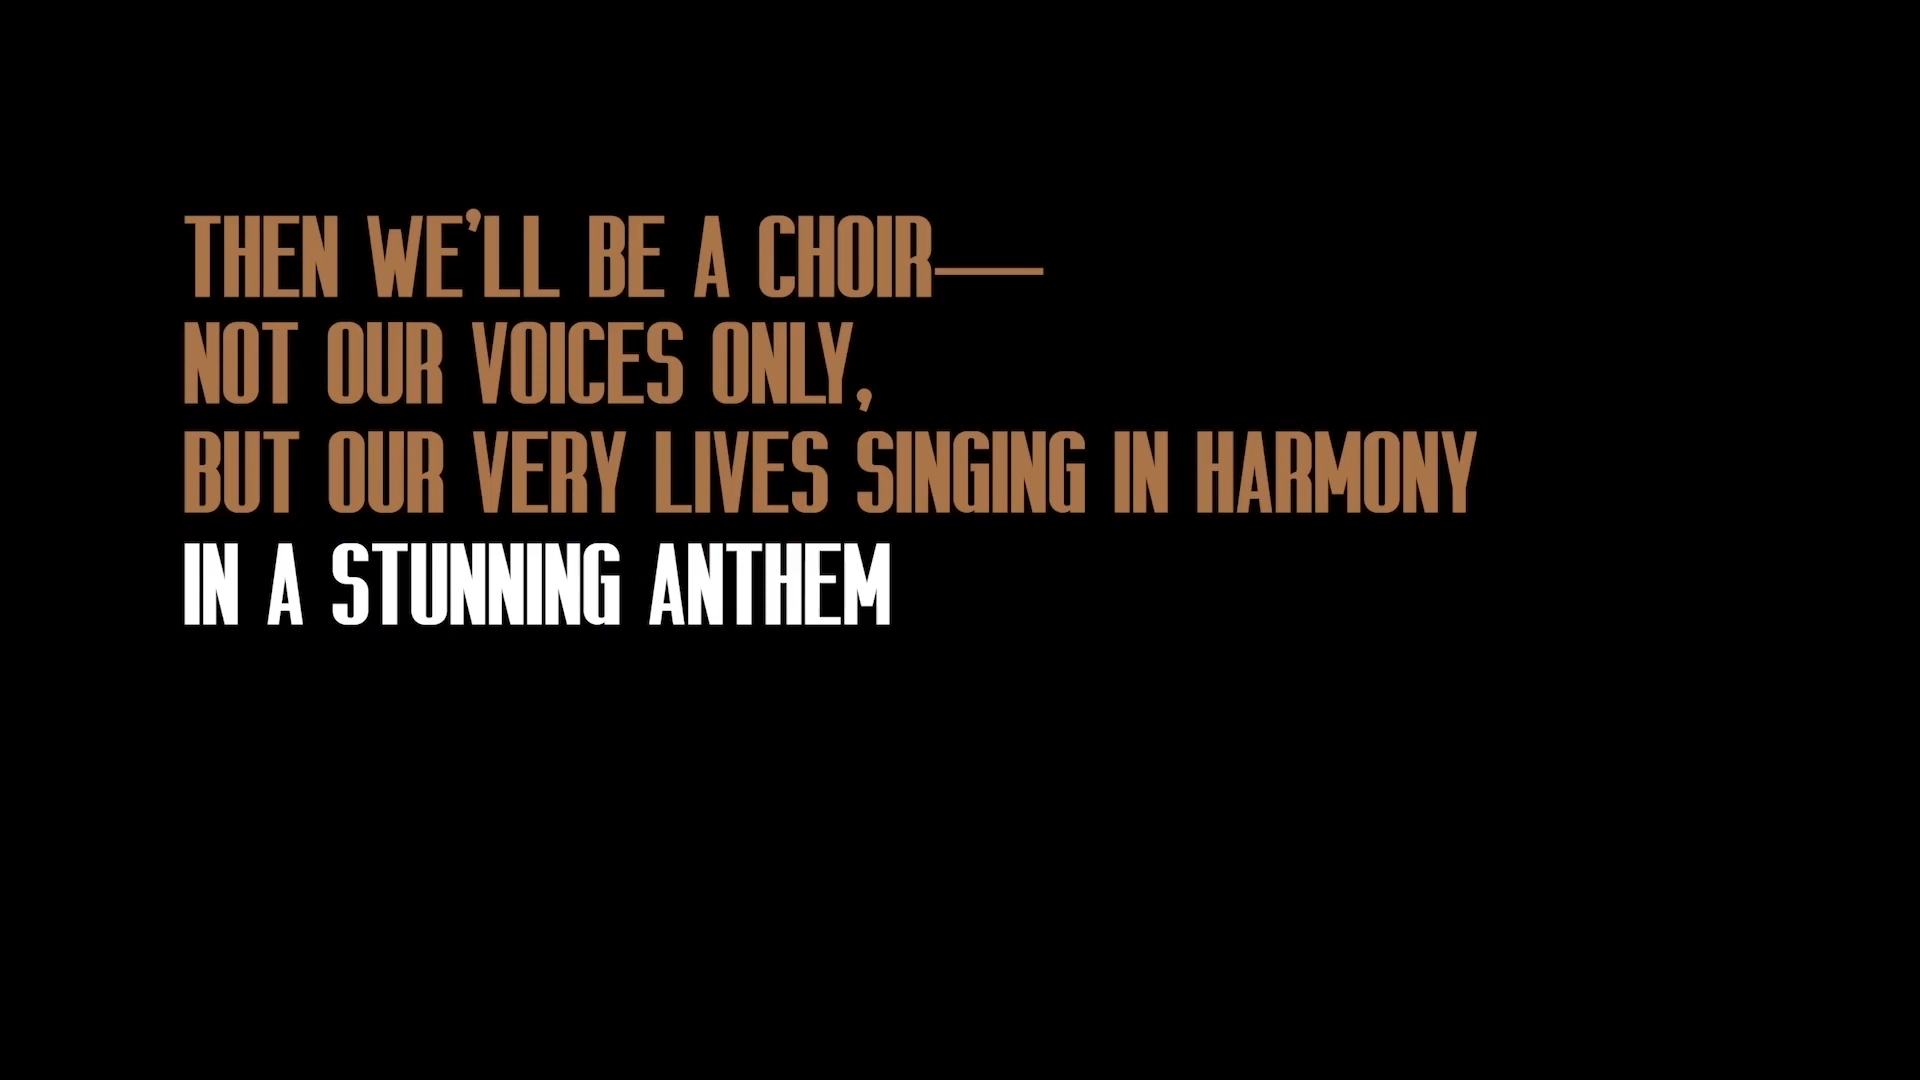 THEN WE’LL BE A CHOIR—
NOT OUR VOICES ONLY,
BUT OUR VERY LIVES SINGING IN HARMONY
IN A STUNNING ANTHEM